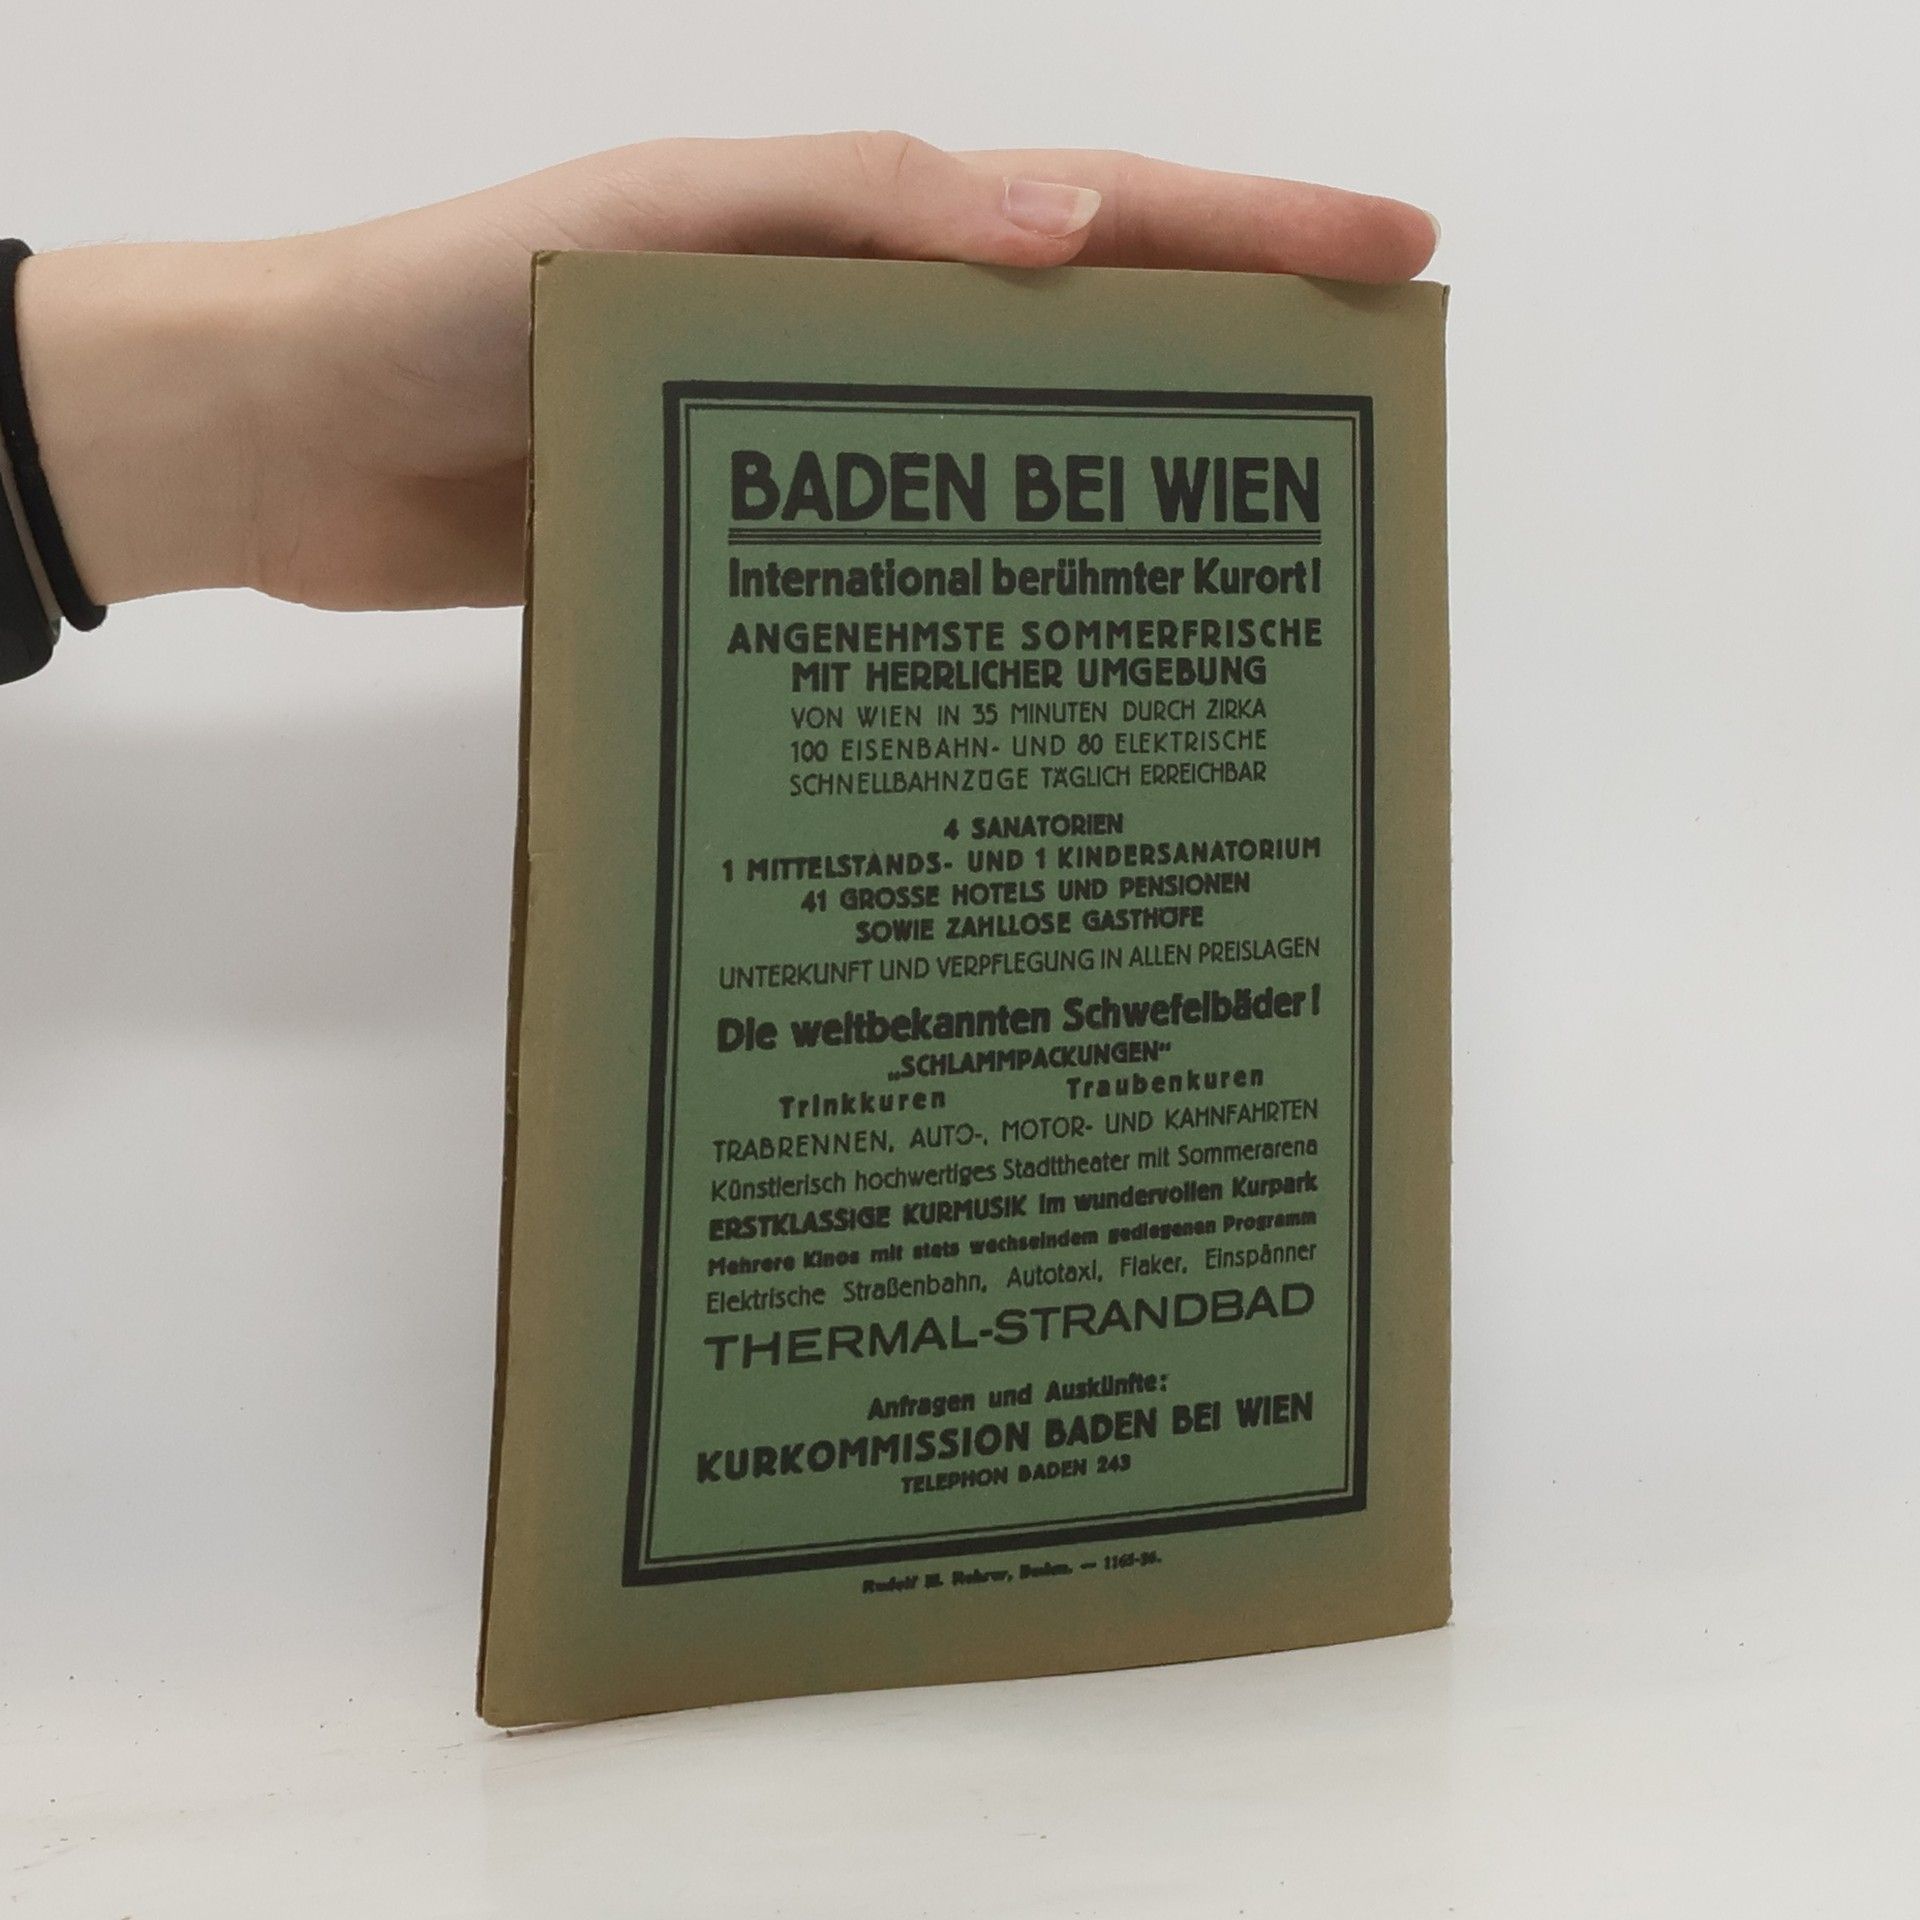 BADEN BEI WIEN
International berühmter Kurort!
ANGENEHMSTE SOMMERFRISCHE
MIT HERRLICHER UMGEBUNG
VON WIEN IN 35 MINUTEN DURCH ZIRKA
100 EISENBAHN- UND 80 ELEKTRISCHE
SCHNELLBAHNZÜGE TÄGLICH ERREICHBAR
4 SANATORIEN
1 MITTELSTANDS- UND 1 KINDERSANATORIUM
41 GROSSE HOTELS UND PENSIONEN
SOWIE ZAHLLOSE GASTHÖFE
UNTERKUNFT UND VERPFLEGUNG IN ALLEN PREISLAGEN
Die weltbekannten Schwefelbäder!
„SCHLAMMPACKUNGEN“
Trinkkuren Traubenkuren
TRABRENNEN, AUTO-, MOTOR- UND KAHNFAHRTEN
Künstlerisch hochwertiges Stadttheater mit Sommerarena
ERSTKLASSIGE KURMUSIK im wundervollen Kurpark
Mehrere Kinos mit stets wechselndem gediegenen Programm
Elektrische Straßenbahn, Autotaxi, Fiaker, Einspänner
THERMAL-STRANDBAD
Anfragen und Auskünfte:
KURKOMMISSION BADEN BEI WIEN
TELEPHON BADEN 243
Rudolf M. Rohrer, Baden. —